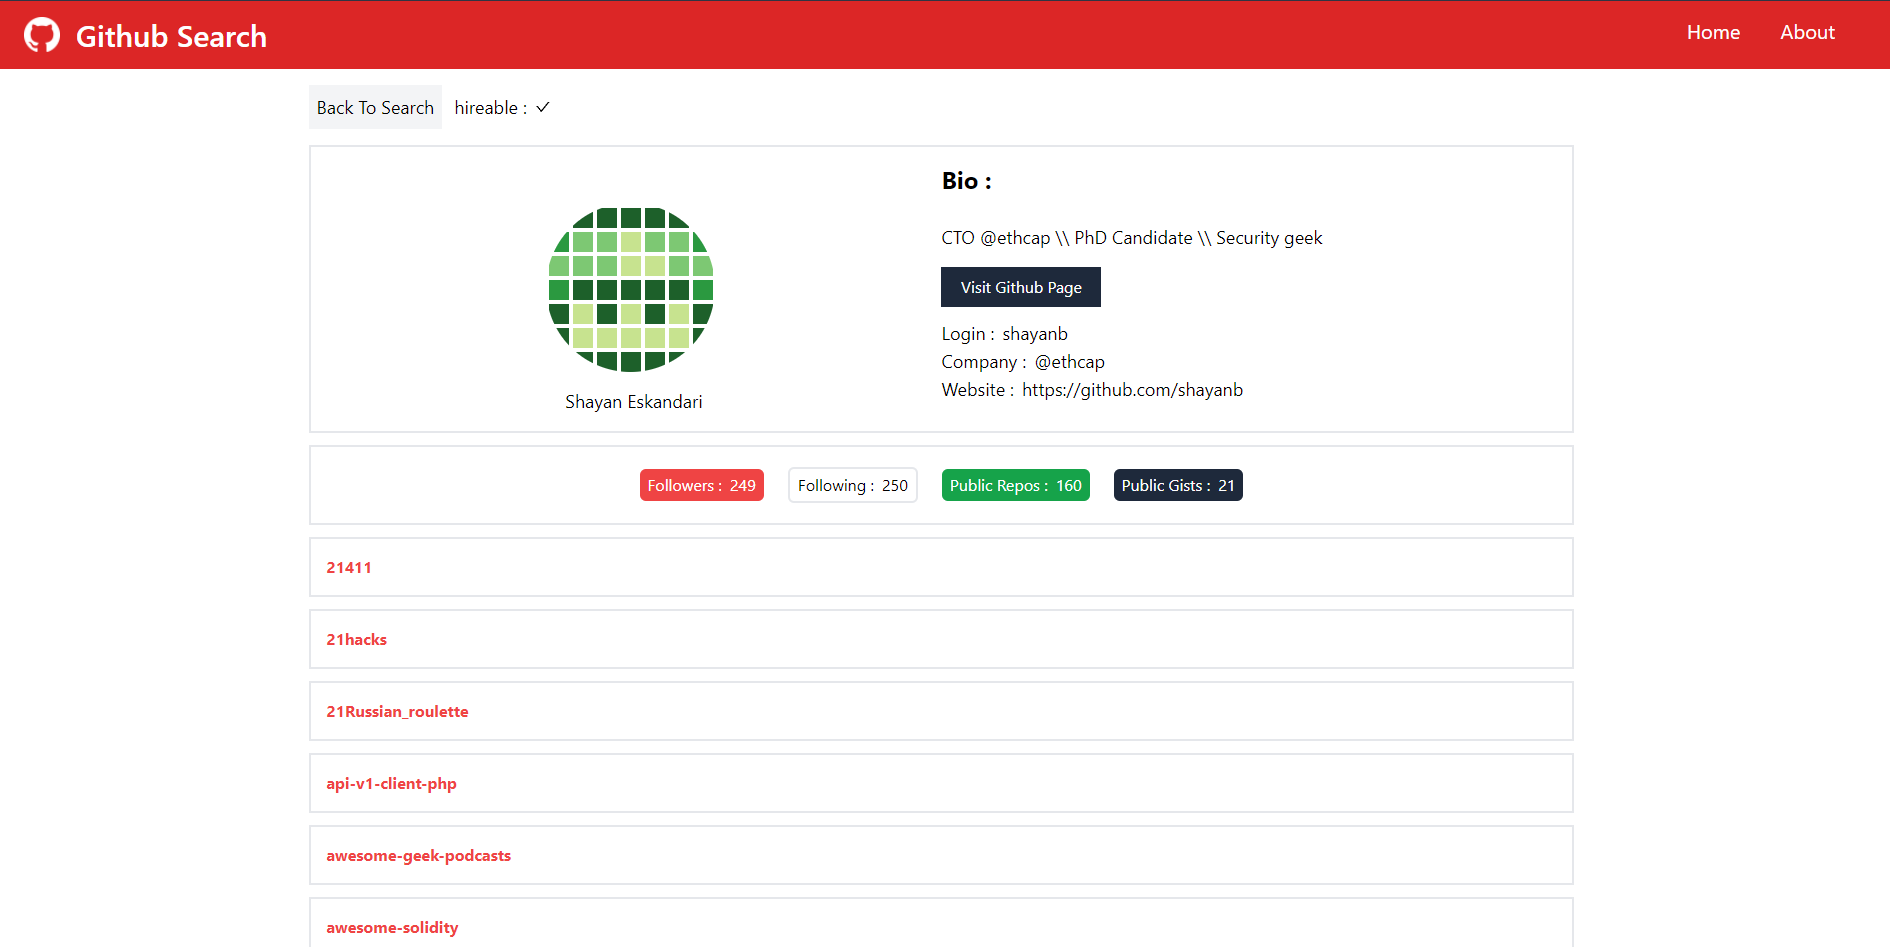 Github Search
Home About
Back To Search hireable : ✓
Bio :
CTO @ethcap \\ PhD Candidate \\ Security geek
Visit Github Page
Login : shayanb
Company : @ethcap
Website : https://github.com/shayanb
Shayan Eskandari
Followers : 249 Following : 250 Public Repos : 160 Public Gists : 21
21411
21hacks
21Russian_roulette
api-v1-client-php
awesome-geek-podcasts
awesome-solidity